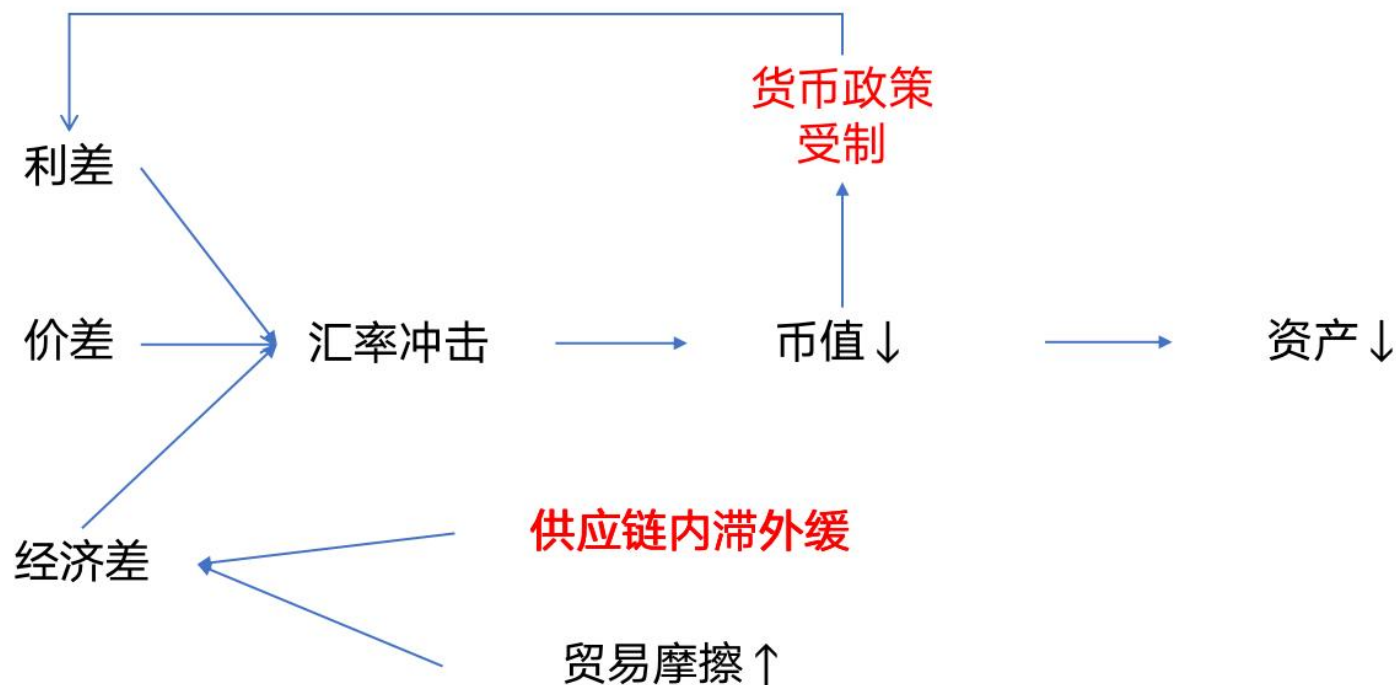 货币政策
受制
利差
价差
汇率冲击
币值↓
资产↓
供应链内滞外缓
经济差
贸易摩擦↑